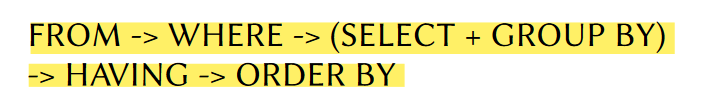 FROM -> WHERE -> (SELECT + GROUP BY)
-> HAVING -> ORDER BY